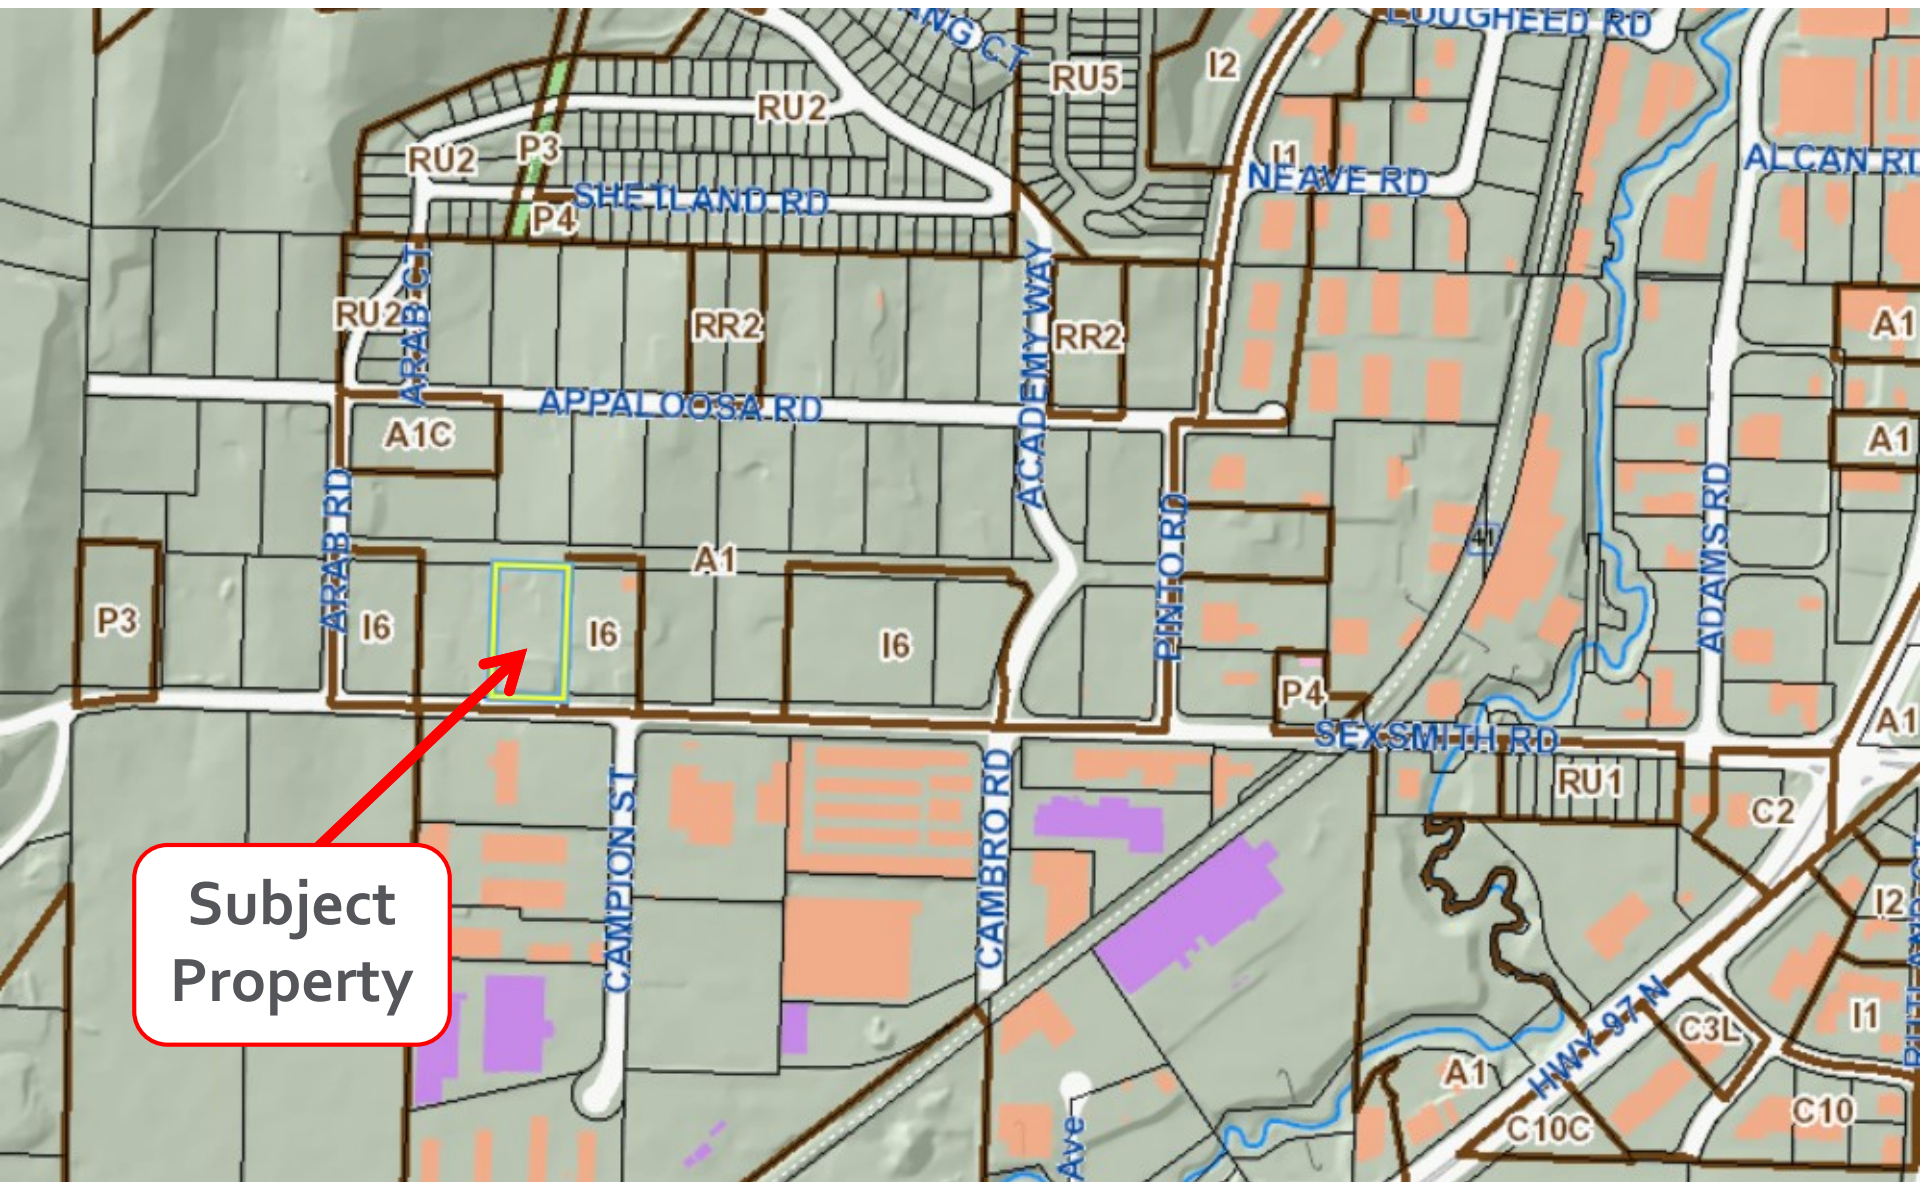 ANG CT
LOUGHEED RD
RU5
I2
RU2
RU2
P3
I1
NEAVE RD
ALCAN RD
SHETLAND RD
P4
ARAB CT
RU2
RR2
ACADEMY WAY
RR2
A1
APPALOOSA RD
A1C
A1
ARAB RD
PINTO RD
ADAMS RD
41
A1
P3
I6
I6
I6
P4
A1
SEXSMITH RD
RU1
C2
CAMPION ST
CAMBRO RD
Subject
Property
I2
HWY 97 N
C3L
I1
A1
C10C
C10
Ave